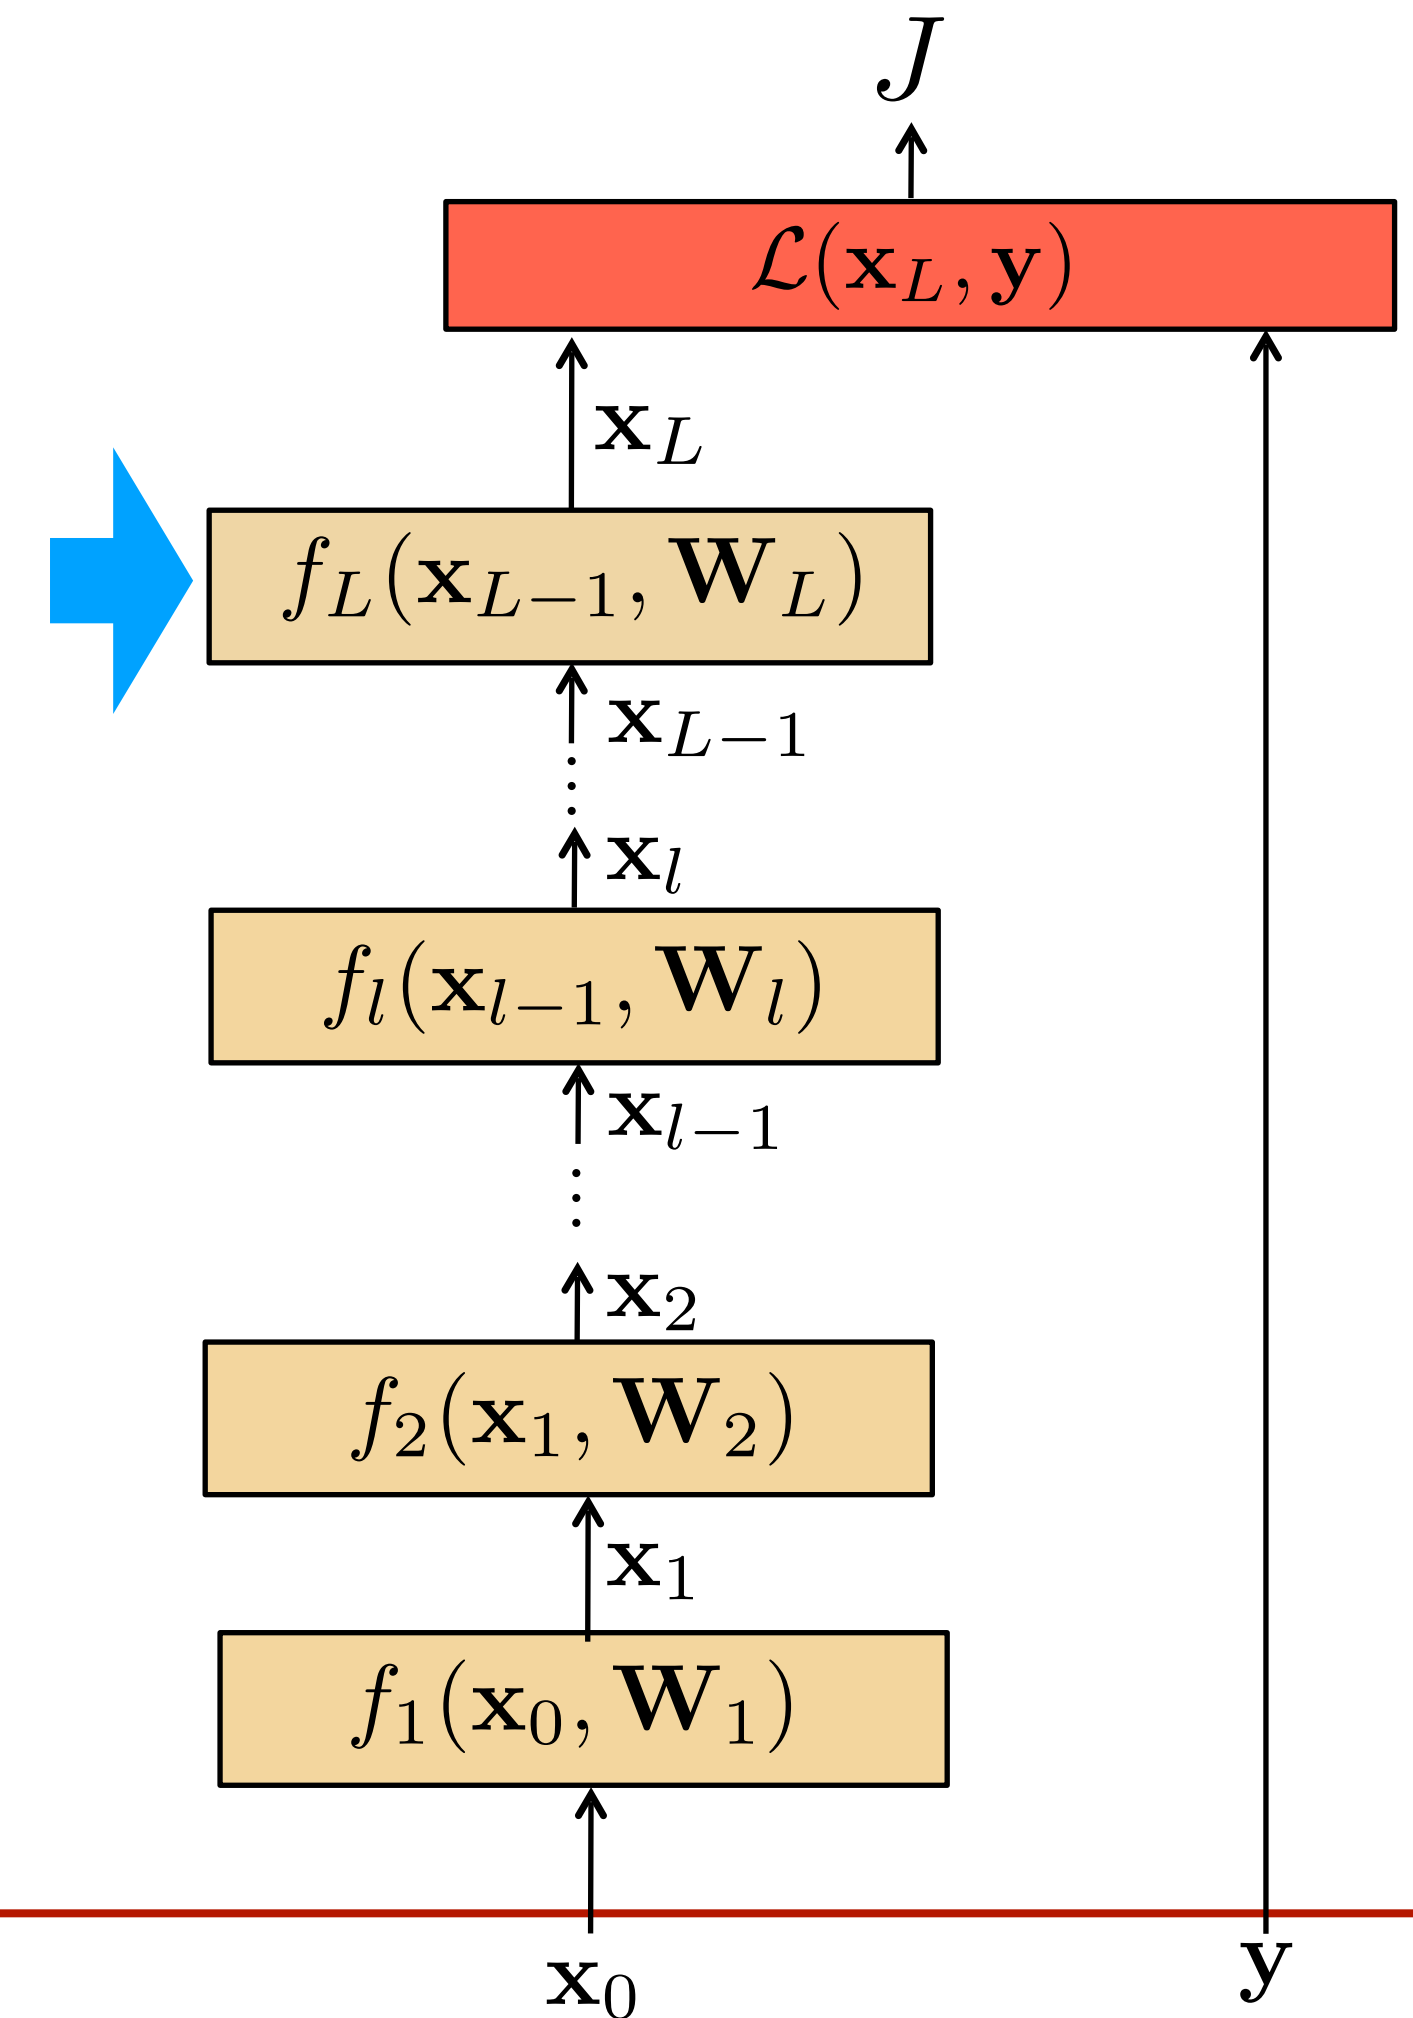 J
ℒ(𝐱_L, 𝐲)
𝐱_L
f_L(𝐱_{L−1}, 𝐖_L)
𝐱_{L−1}
⋮
𝐱_l
f_l(𝐱_{l−1}, 𝐖_l)
𝐱_{l−1}
⋮
𝐱_2
f_2(𝐱_1, 𝐖_2)
𝐱_1
f_1(𝐱_0, 𝐖_1)
𝐱_0 𝐲